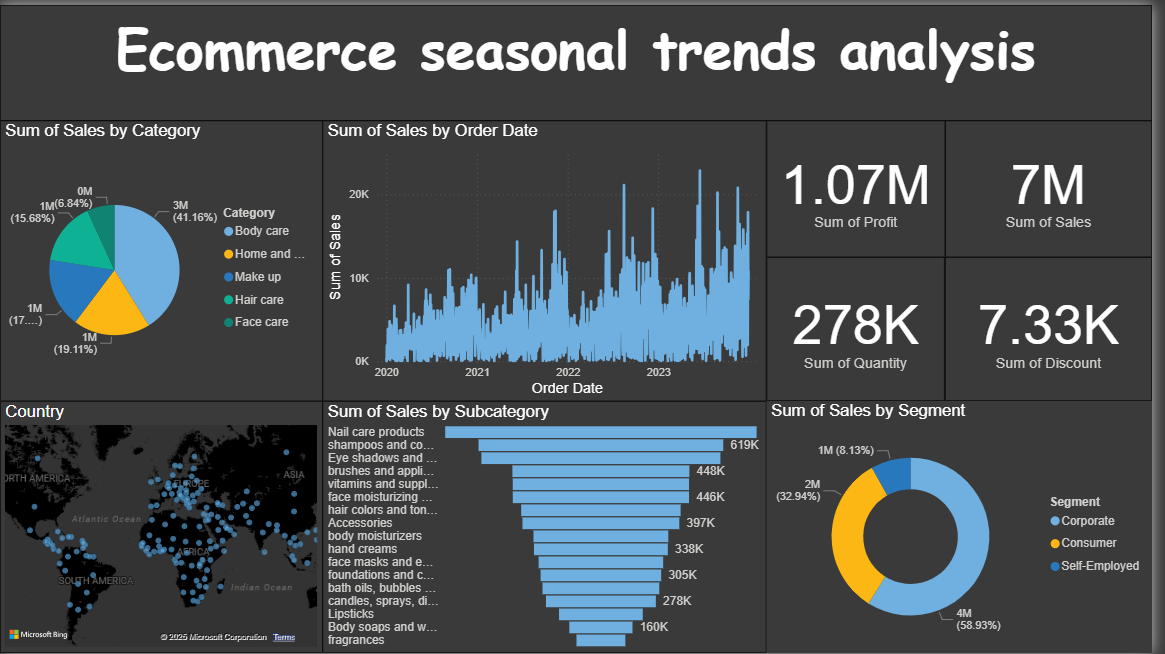 Ecommerce seasonal trends analysis
Sum of Sales by Category
0M
(6.84%)
1M
(15.68%)
3M
(41.16%)
1M
(17....)
1M
(19.11%)
Category
Body care
Home and ...
Make up
Hair care
Face care
Sum of Sales by Order Date
Sum of Sales
20K
10K
0K
2020
2021
2022
2023
Order Date
1.07M
Sum of Profit
7M
Sum of Sales
278K
Sum of Quantity
7.33K
Sum of Discount
Country
ORTH AMERICA
EUROPE
ASIA
Atlantic Ocean
AFRICA
SOUTH AMERICA
Indian Ocean
Microsoft Bing
© 2025 Microsoft Corporation Terms
Sum of Sales by Subcategory
Nail care products
shampoos and co... 619K
Eye shadows and ...
brushes and appli... 448K
vitamins and suppl...
face moisturizing ... 446K
hair colors and ton...
Accessories 397K
body moisturizers
hand creams 338K
face masks and e...
foundations and c... 305K
bath oils, bubbles ...
candles, sprays, di... 278K
Lipsticks
Body soaps and w... 160K
fragrances
Sum of Sales by Segment
1M (8.13%)
2M
(32.94%)
4M
(58.93%)
Segment
Corporate
Consumer
Self-Employed